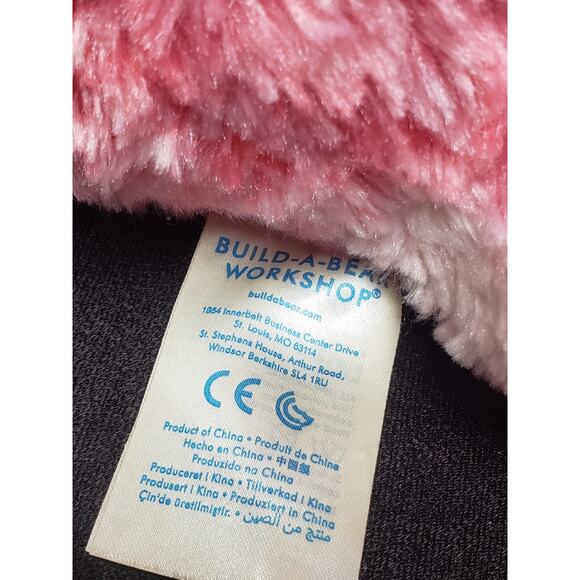 BUILD-A-BEAR
WORKSHOP®
buildabear.com
1954 Innerbelt Business Center Drive
St. Louis, MO 63114
St. Stephens House, Arthur Road,
Windsor Berkshire SL4 1RU
CE
Product of China • Produit de Chine
Hecho en China • 中国製
Produzido na China
Produceret i Kina • Tillverkad i Kina
Produsert i Kina • Produziert in China
Çin'de üretilmiştir. • منتج من الصين